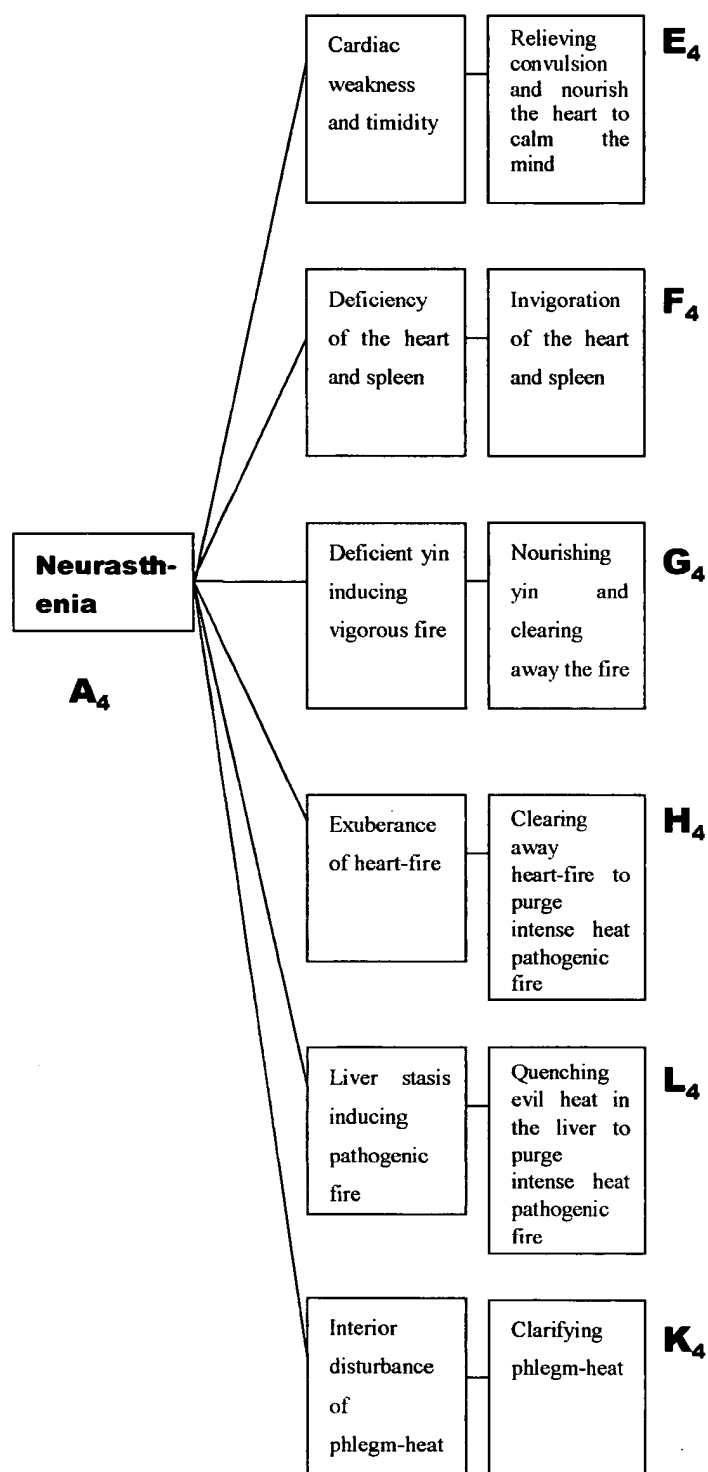 Cardiac
weakness
and timidity
Relieving
convulsion
and nourish
the heart to
calm the
mind
E4
Deficiency
of the heart
and spleen
Invigoration
of the heart
and spleen
F4
Neurasth-
enia
A4
Deficient yin
inducing
vigorous fire
Nourishing
yin and
clearing
away the fire
G4
Exuberance
of heart-fire
Clearing
away
heart-fire to
purge
intense heat
pathogenic
fire
H4
Liver stasis
inducing
pathogenic
fire
Quenching
evil heat in
the liver to
purge
intense heat
pathogenic
fire
L4
Interior
disturbance
of
phlegm-heat
Clarifying
phlegm-heat
K4